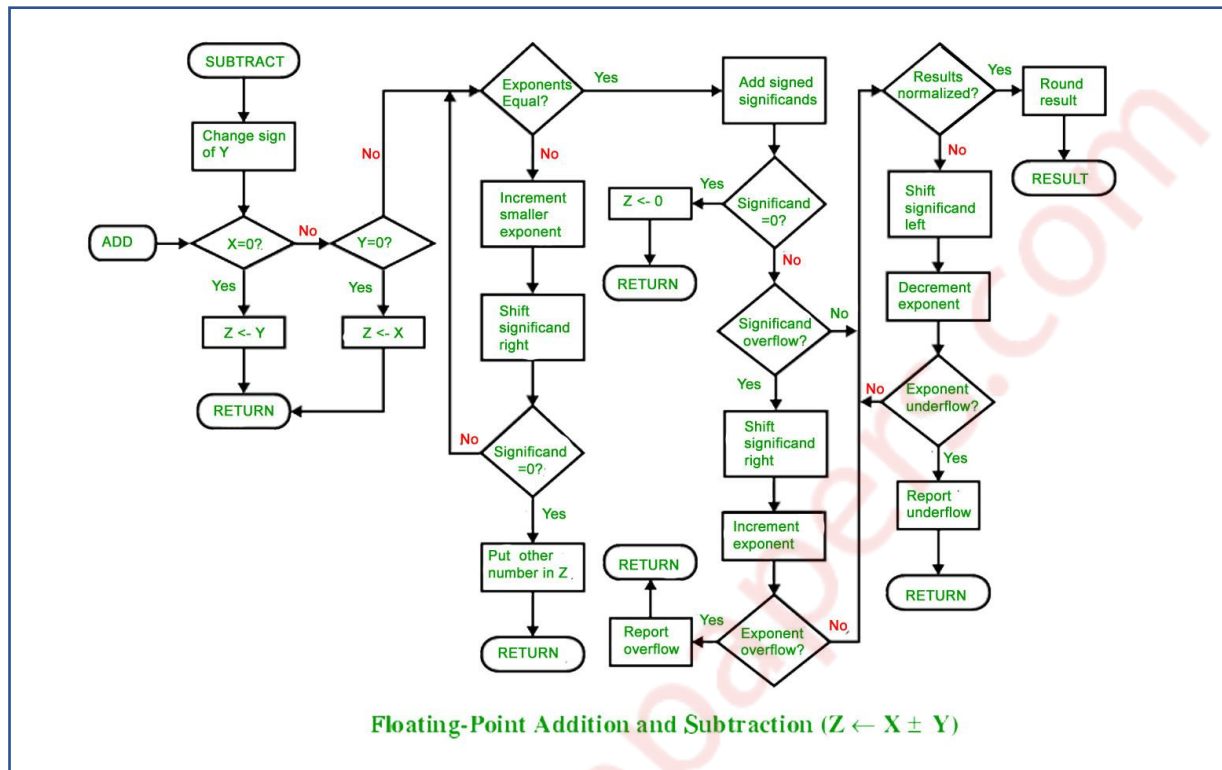 SUBTRACT
Change sign
of Y
ADD
X=0?
No
Yes
Z <- Y
RETURN
No
Y=0?
Yes
Z <- X
Exponents
Equal?
Yes
No
Increment
smaller
exponent
Shift
significand
right
No
Significand
=0?
Yes
Put other
number in Z
RETURN
Add signed
significands
Yes
Z <- 0
Significand
=0?
RETURN
No
Significand
overflow?
No
Yes
Shift
significand
right
Increment
exponent
RETURN
Yes
Report
overflow
Exponent
overflow?
No
Results
normalized?
Yes
Round
result
RESULT
No
Shift
significand
left
Decrement
exponent
No
Exponent
underflow?
Yes
Report
underflow
RETURN
Floating-Point Addition and Subtraction (Z ← X ± Y)
papers.com